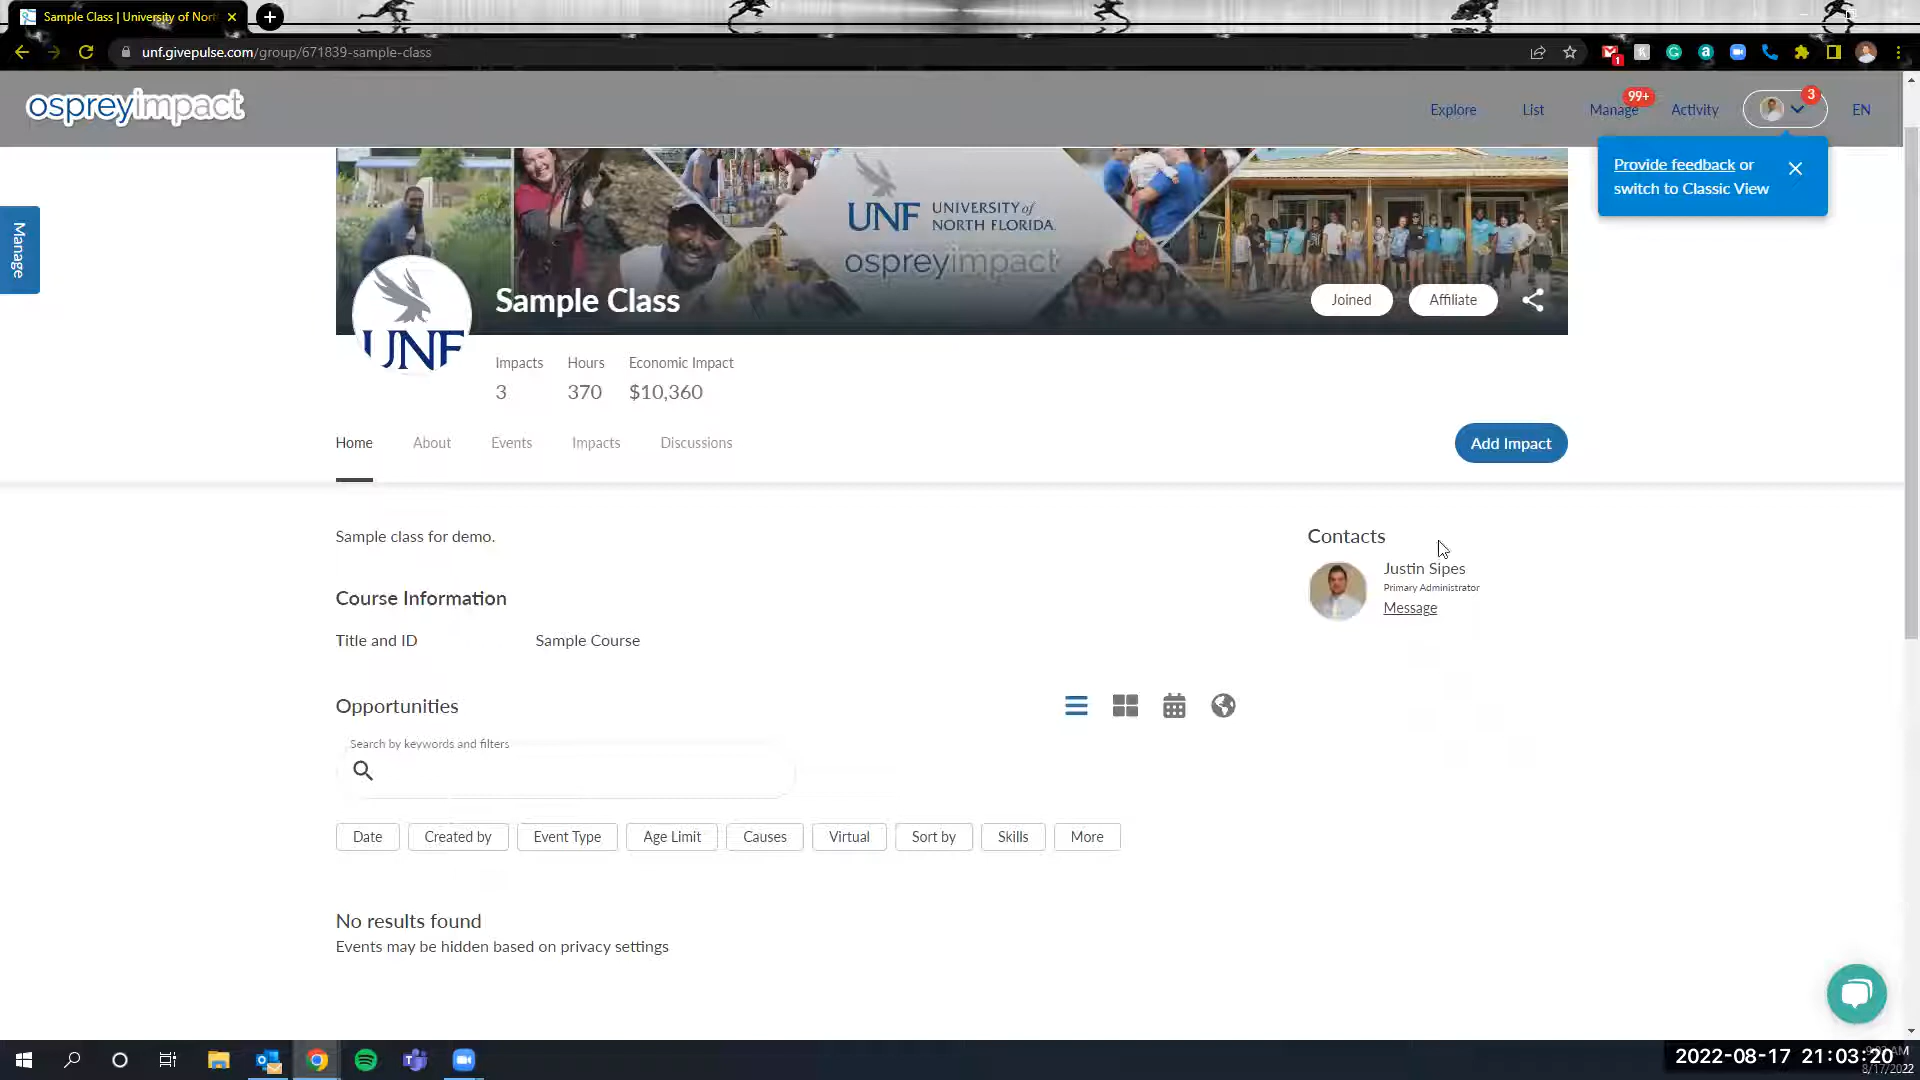 Sample Class | University of Nort
unf.givepulse.com/group/671839-sample-class
1
ospreyimpact
Explore
List
Manage
99+
Activity
3
EN
Provide feedback or
switch to Classic View
Manage
UNF UNIVERSITY of
NORTH FLORIDA
ospreyimpact
UNF
Sample Class
Joined
Affiliate
Impacts Hours Economic Impact
3 370 $10,360
Home About Events Impacts Discussions
Add Impact
Sample class for demo.
Contacts
Justin Sipes
Primary Administrator
Message
Course Information
Title and ID Sample Course
Opportunities
Search by keywords and filters
Date Created by Event Type Age Limit Causes Virtual Sort by Skills More
No results found
Events may be hidden based on privacy settings
2022-08-17 21:03:20
8/17/2022